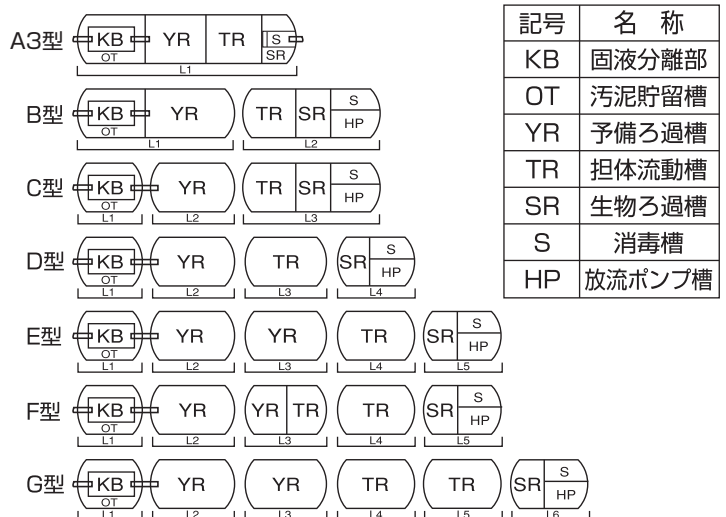 A3型 KB YR TR S
OT SR
L1
B型 KB YR TR SR S
OT HP
L1 L2
C型 KB YR TR SR S
OT HP
L1 L2 L3
D型 KB YR TR SR S
OT HP
L1 L2 L3 L4
E型 KB YR YR TR SR S
OT HP
L1 L2 L3 L4 L5
F型 KB YR YR TR TR SR S
OT HP
L1 L2 L3 L4 L5
G型 KB YR YR TR TR SR S
OT HP
L1 L2 L3 L4 L5 L6
記号 名 称
KB 固液分離部
OT 汚泥貯留槽
YR 予備ろ過槽
TR 担体流動槽
SR 生物ろ過槽
S 消毒槽
HP 放流ポンプ槽